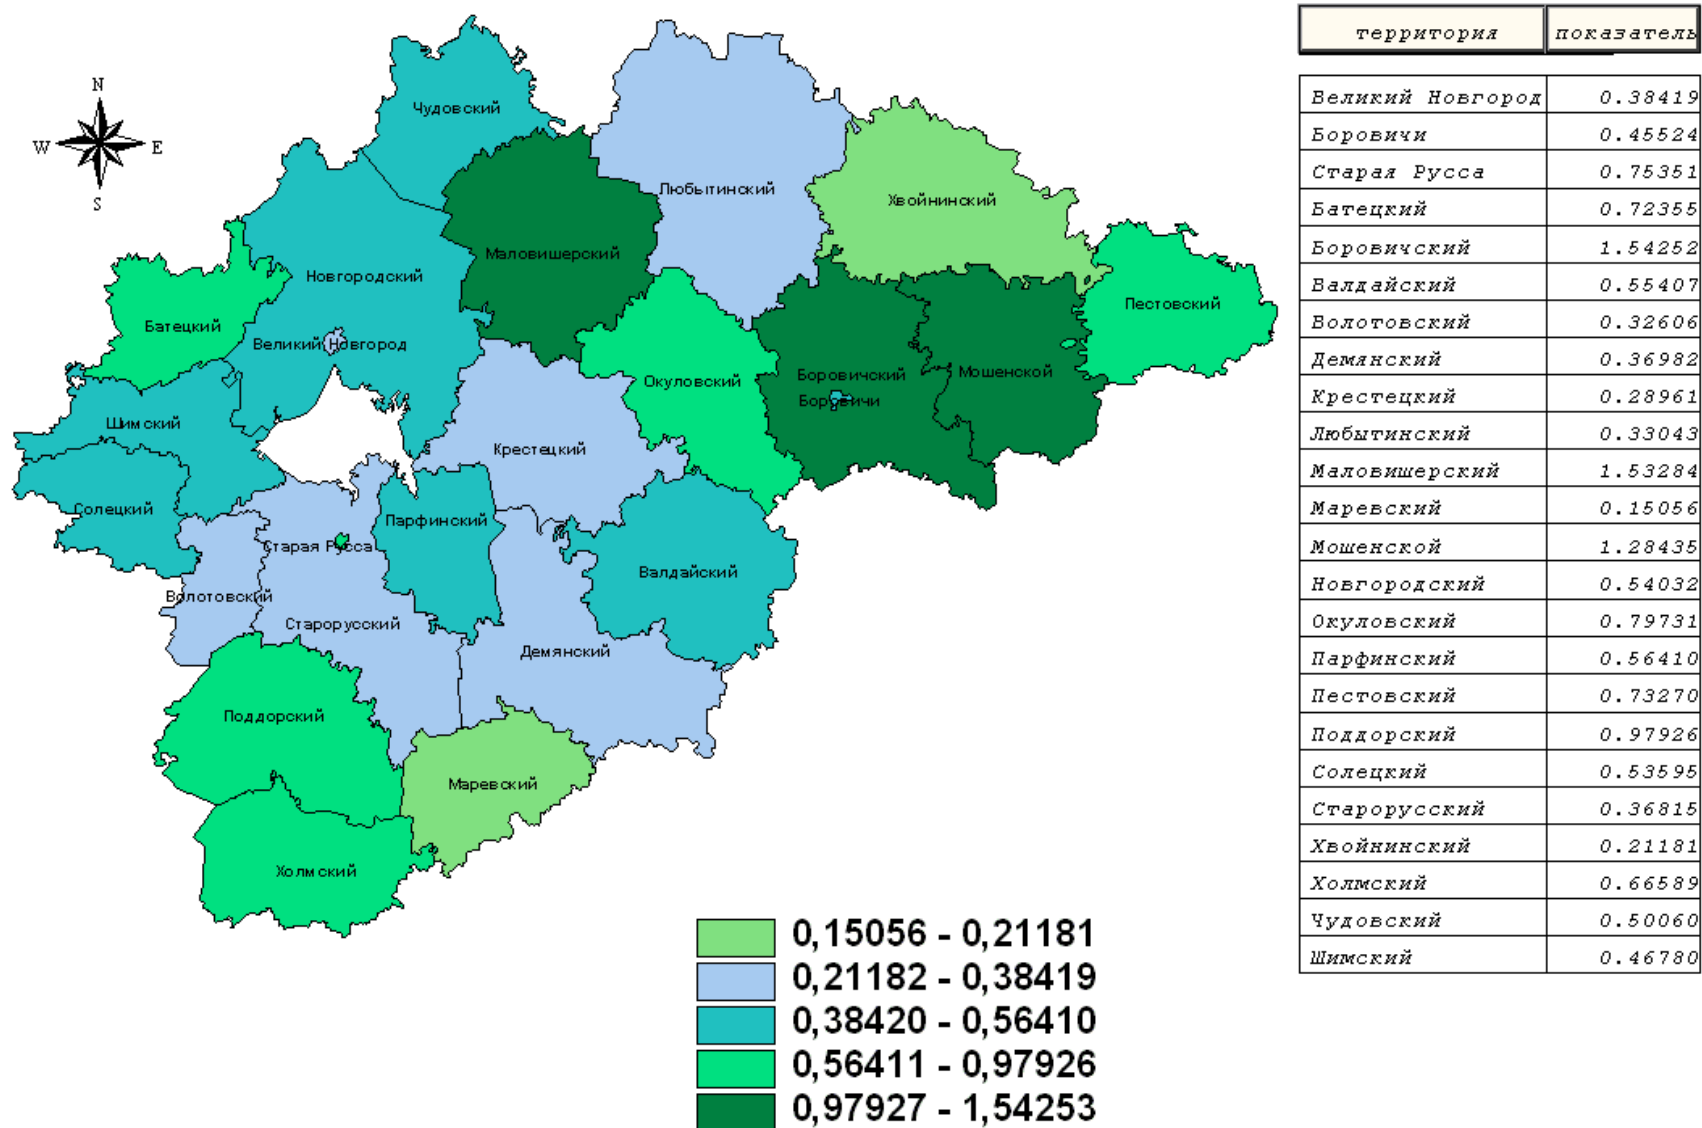 N
W E
S
Чудовский
Любытинский
Хвойнинский
Маловишерский
Новгородский
Пестовский
Батецкий
Великий Новгород
Окуловский
Боровичский
Мошенской
Боровичи
Шимский
Крестецкий
Солецкий
Парфинский
Старая Русса
Валдайский
Волотовский
Старорусский
Демянский
Поддорский
Маревский
Холмский
0,15056 - 0,21181
0,21182 - 0,38419
0,38420 - 0,56410
0,56411 - 0,97926
0,97927 - 1,54253
территория показатель
Великий Новгород 0.38419
Боровичи 0.45524
Старая Русса 0.75351
Батецкий 0.72355
Боровичский 1.54252
Валдайский 0.55407
Волотовский 0.32606
Демянский 0.36982
Крестецкий 0.28961
Любытинский 0.33043
Маловишерский 1.53284
Маревский 0.15056
Мошенской 1.28435
Новгородский 0.54032
Окуловский 0.79731
Парфинский 0.56410
Пестовский 0.73270
Поддорский 0.97926
Солецкий 0.53595
Старорусский 0.36815
Хвойнинский 0.21181
Холмский 0.66589
Чудовский 0.50060
Шимский 0.46780